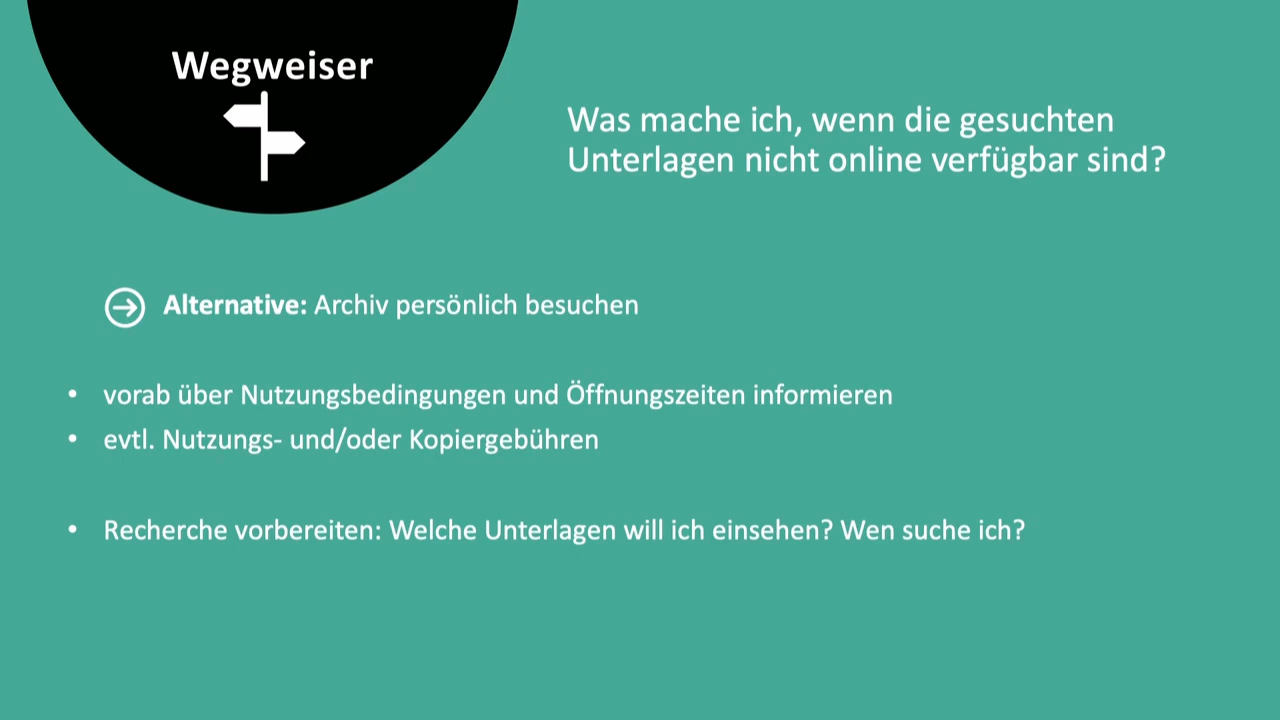 Wegweiser
Was mache ich, wenn die gesuchten
Unterlagen nicht online verfügbar sind?
Alternative: Archiv persönlich besuchen
• vorab über Nutzungsbedingungen und Öffnungszeiten informieren
• evtl. Nutzungs- und/oder Kopiergebühren
• Recherche vorbereiten: Welche Unterlagen will ich einsehen? Wen suche ich?